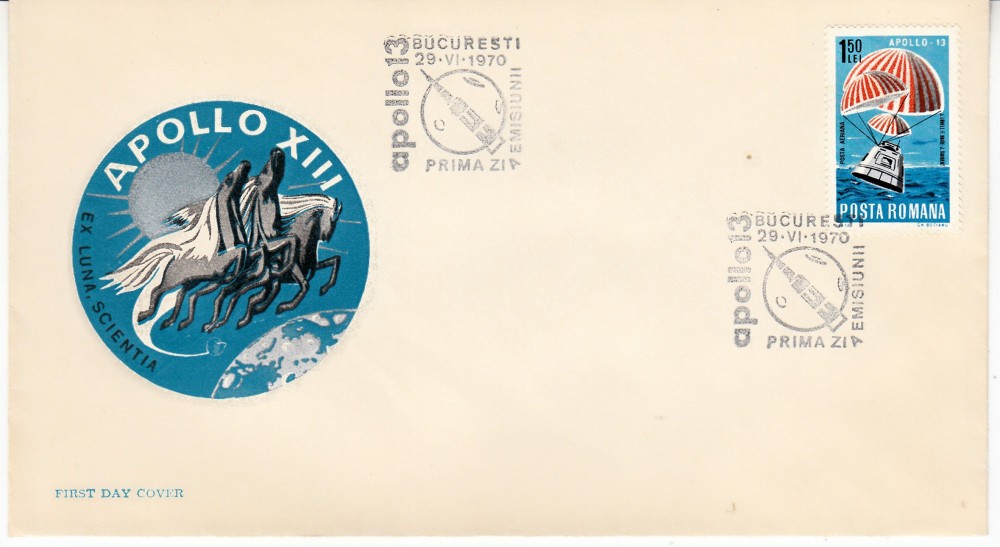 APOLLO XIII
EX LUNA, SCIENTIA
FIRST DAY COVER
apollo13
BUCURESTI
29·VI·1970
EMISIUNII
PRIMA ZI A
1,50
LEI
APOLLO-13
POSTA AERIANA
POSTA ROMANA
apollo13
BUCURESTI
29·VI·1970
EMISIUNII
PRIMA ZI A